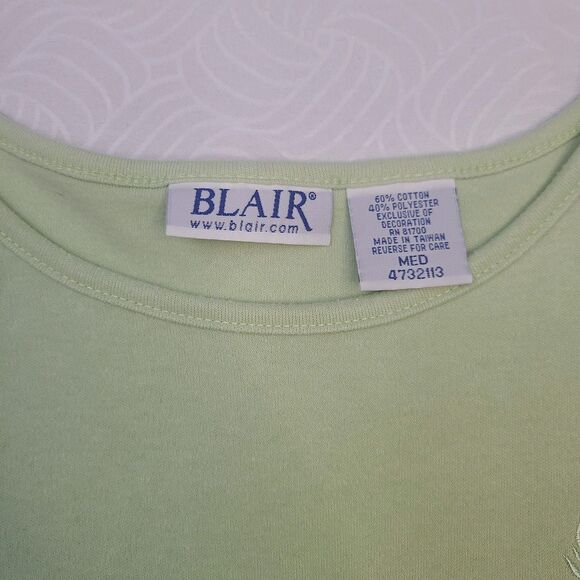 BLAIR®
www.blair.com
60% COTTON
40% POLYESTER
EXCLUSIVE OF
DECORATION
RN 81700
MADE IN TAIWAN
REVERSE FOR CARE
MED
4732113